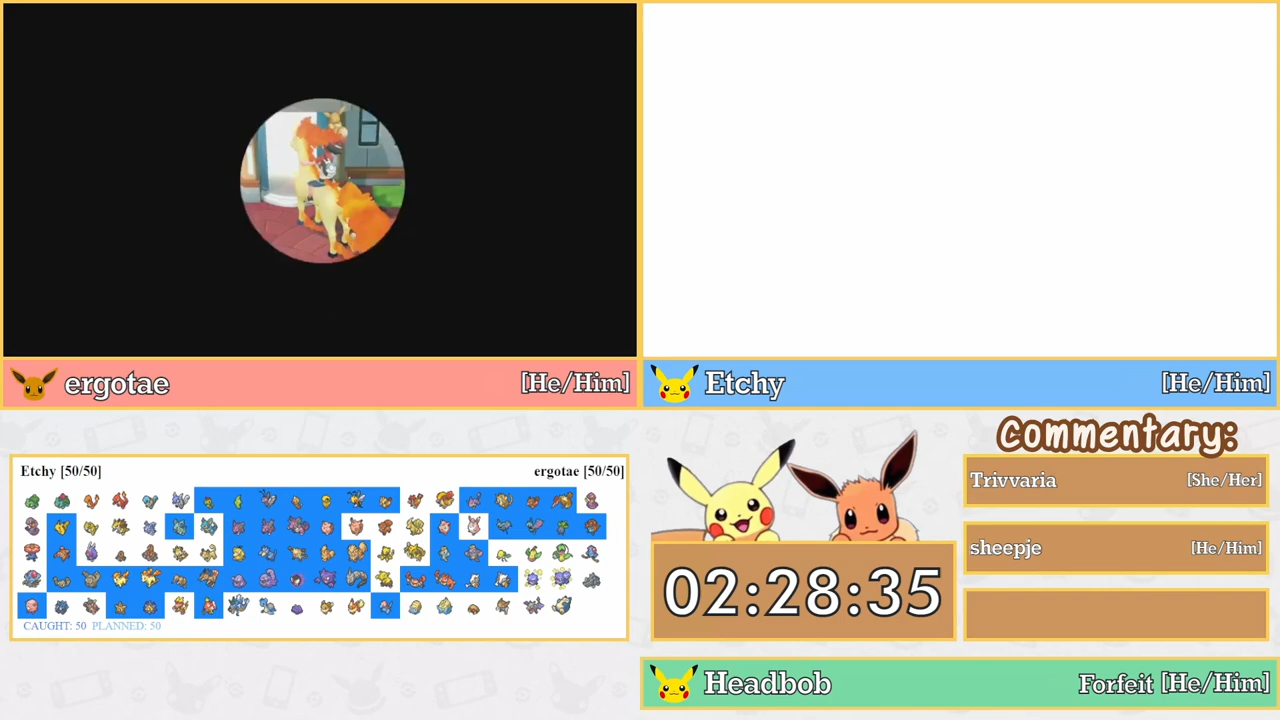 ergotae
[He/Him]
Etchy
[He/Him]
Etchy [50/50]
ergotae [50/50]
CAUGHT: 50 PLANNED: 50
02:28:35
Commentary:
Trivvaria
[She/Her]
sheepje
[He/Him]
Headbob
Forfeit [He/Him]